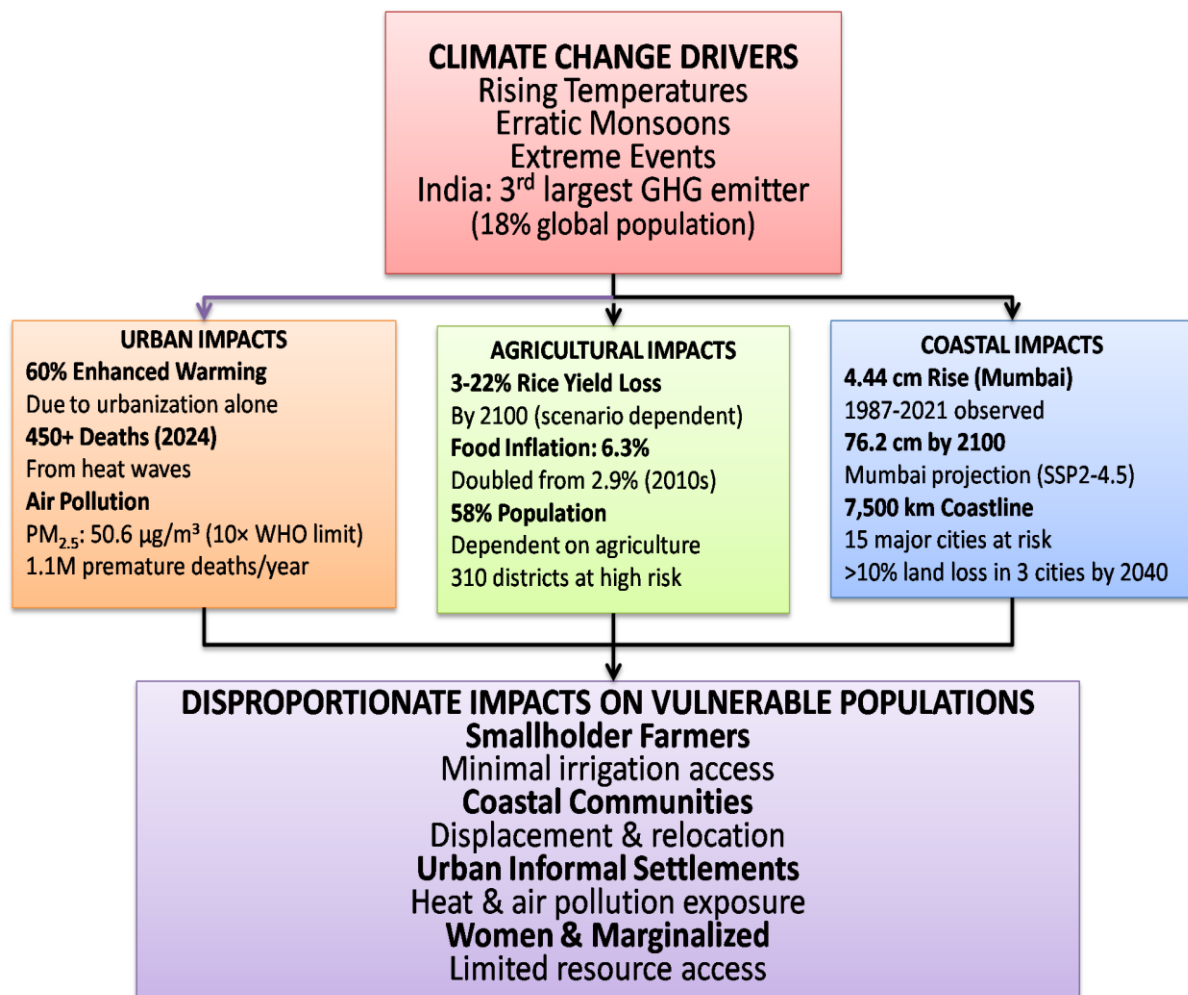 CLIMATE CHANGE DRIVERS
Rising Temperatures
Erratic Monsoons
Extreme Events
India: 3rd largest GHG emitter
(18% global population)
URBAN IMPACTS
60% Enhanced Warming
Due to urbanization alone
450+ Deaths (2024)
From heat waves
Air Pollution
PM2.5: 50.6 µg/m³ (10× WHO limit)
1.1M premature deaths/year
AGRICULTURAL IMPACTS
3-22% Rice Yield Loss
By 2100 (scenario dependent)
Food Inflation: 6.3%
Doubled from 2.9% (2010s)
58% Population
Dependent on agriculture
310 districts at high risk
COASTAL IMPACTS
4.44 cm Rise (Mumbai)
1987-2021 observed
76.2 cm by 2100
Mumbai projection (SSP2-4.5)
7,500 km Coastline
15 major cities at risk
>10% land loss in 3 cities by 2040
DISPROPORTIONATE IMPACTS ON VULNERABLE POPULATIONS
Smallholder Farmers
Minimal irrigation access
Coastal Communities
Displacement & relocation
Urban Informal Settlements
Heat & air pollution exposure
Women & Marginalized
Limited resource access